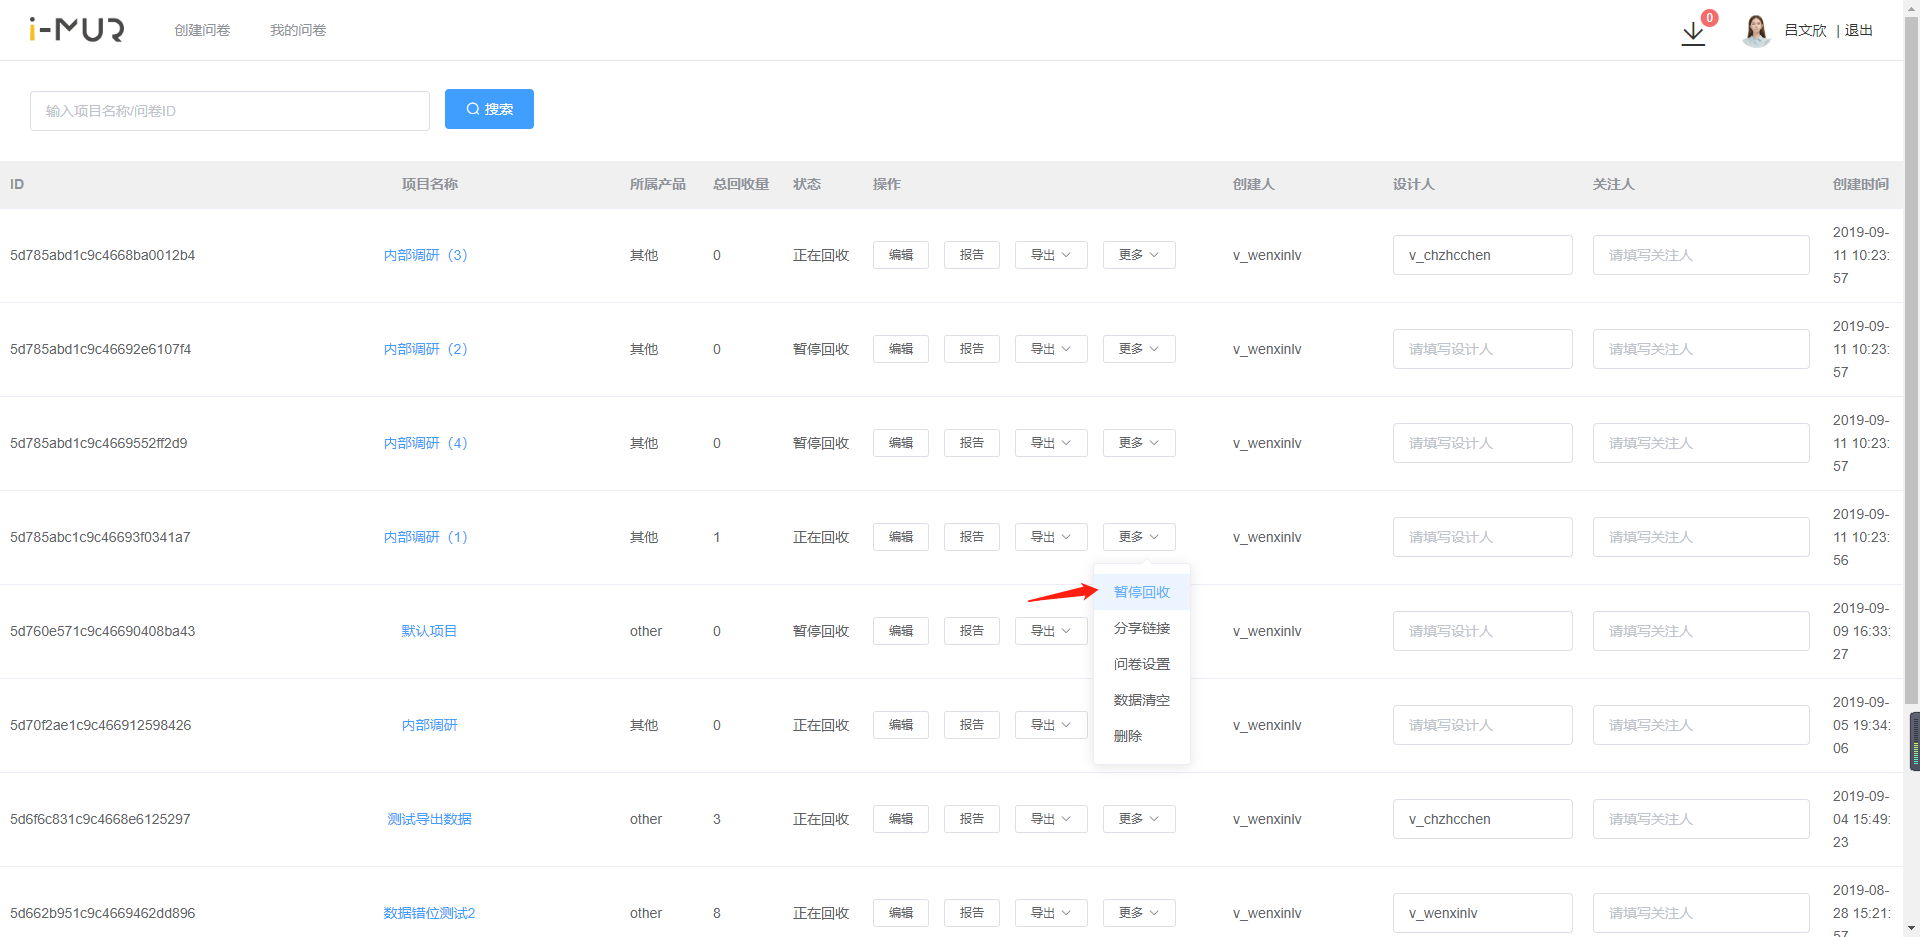 i-MUR 创建问卷 我的问卷 0 吕文欣 | 退出
输入项目名称/问卷ID 搜索
ID 项目名称 所属产品 总回收量 状态 操作 创建人 设计人 关注人 创建时间
5d785abd1c9c4668ba0012b4 内部调研（3） 其他 0 正在回收 编辑 报告 导出 更多 v_wenxinlv v_chzhcchen 请填写关注人 2019-09-
11 10:23:
57
5d785abd1c9c46692e6107f4 内部调研（2） 其他 0 暂停回收 编辑 报告 导出 更多 v_wenxinlv 请填写设计人 请填写关注人 2019-09-
11 10:23:
57
5d785abd1c9c4669552ff2d9 内部调研（4） 其他 0 暂停回收 编辑 报告 导出 更多 v_wenxinlv 请填写设计人 请填写关注人 2019-09-
11 10:23:
57
5d785abc1c9c46693f0341a7 内部调研（1） 其他 1 正在回收 编辑 报告 导出 更多 v_wenxinlv 请填写设计人 请填写关注人 2019-09-
11 10:23:
56
暂停回收
分享链接
问卷设置
数据清空
删除
5d760e571c9c46690408ba43 默认项目 other 0 暂停回收 编辑 报告 导出 v_wenxinlv 请填写设计人 请填写关注人 2019-09-
09 16:33:
27
5d70f2ae1c9c466912598426 内部调研 其他 0 正在回收 编辑 报告 导出 v_wenxinlv 请填写设计人 请填写关注人 2019-09-
05 19:34:
06
5d6f6c831c9c4668e6125297 测试导出数据 other 3 正在回收 编辑 报告 导出 更多 v_wenxinlv v_chzhcchen 请填写关注人 2019-09-
04 15:49:
23
5d662b951c9c4669462dd896 数据错位测试2 other 8 正在回收 编辑 报告 导出 更多 v_wenxinlv v_wenxinlv 请填写关注人 2019-08-
28 15:21:
57